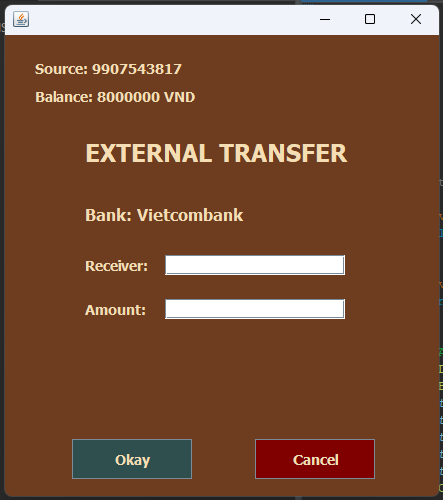 Source: 9907543817
Balance: 8000000 VND
EXTERNAL TRANSFER
Bank: Vietcombank
Receiver:
Amount:
Okay Cancel